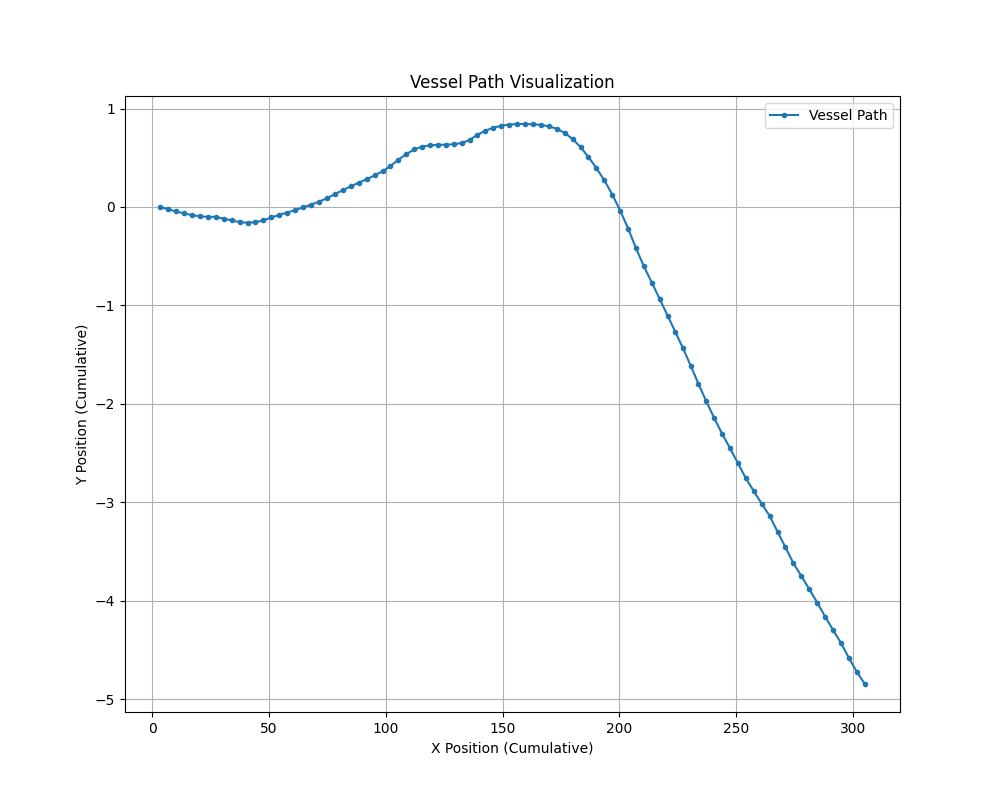 Vessel Path Visualization
Vessel Path
1
0
−1
−2
−3
−4
−5
Y Position (Cumulative)
0 50 100 150 200 250 300
X Position (Cumulative)